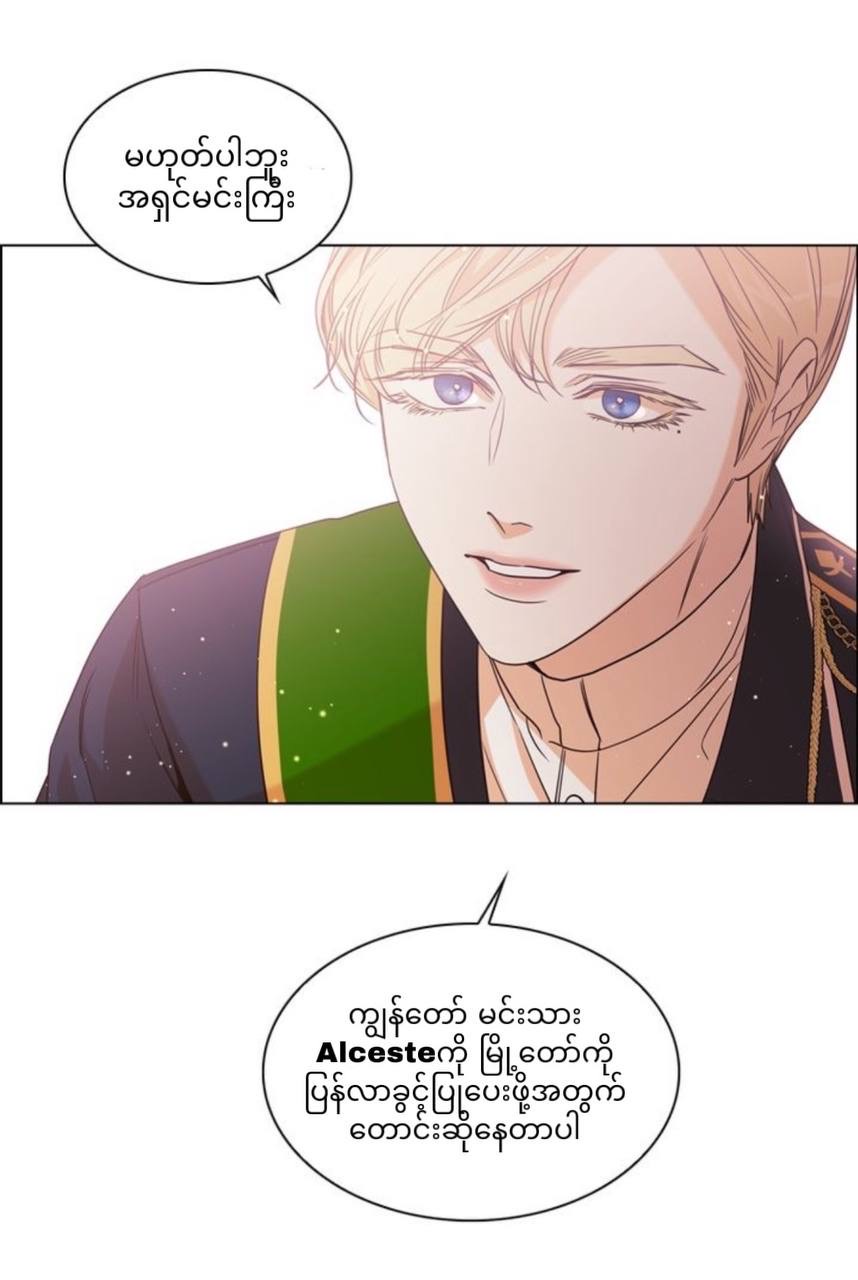 မဟုတ်ပါဘူး
အရှင်မင်းကြီး
ကျွန်တော် မင်းသား
Alcesteကို မြို့တော်ကို
ပြန်လာခွင့်ပြုပေးဖို့အတွက်
တောင်းဆိုနေတာပါ